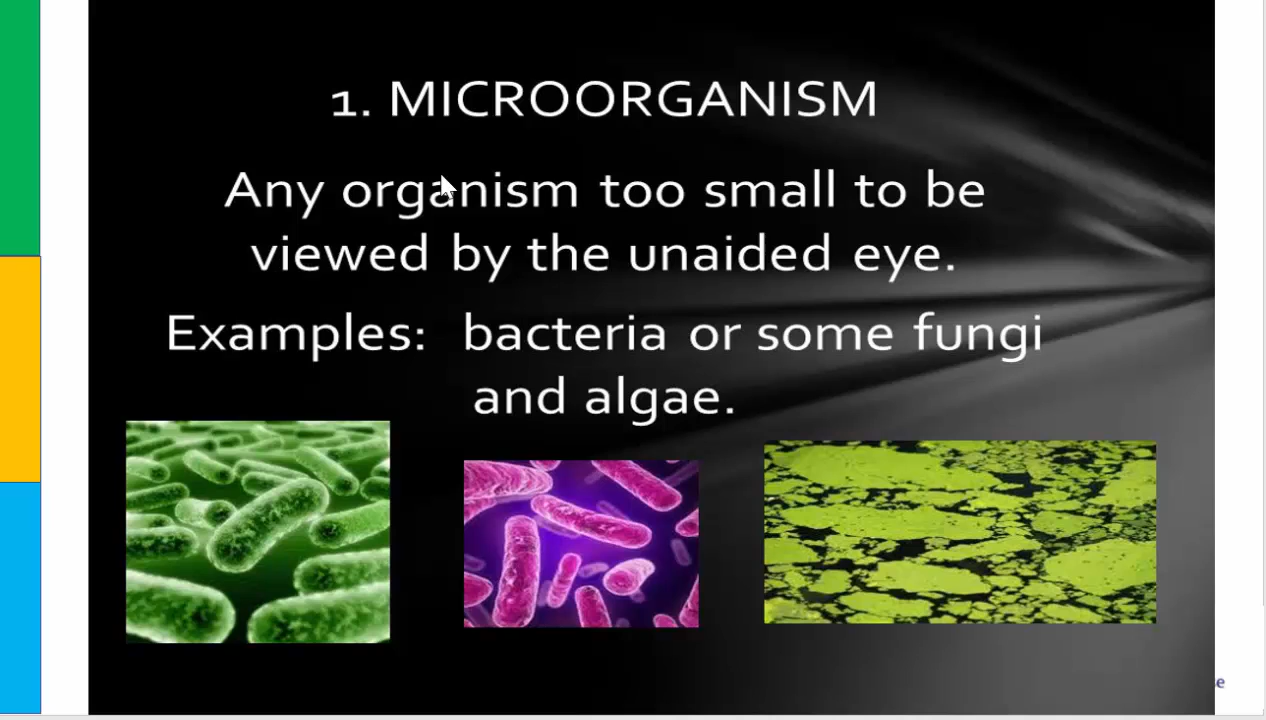 1. MICROORGANISM
Any organism too small to be
viewed by the unaided eye.
Examples: bacteria or some fungi
and algae.